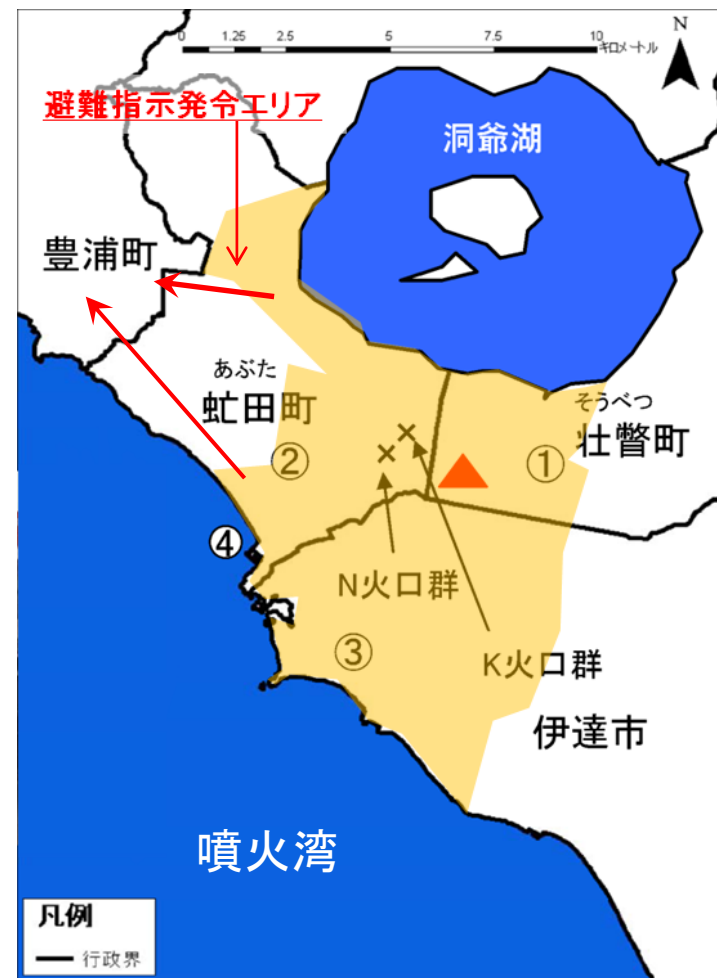 0 1.25 2.5 5 7.5 10
キロメートル
N
避難指示発令エリア
洞爺湖
豊浦町
あぶた
虻田町
そうべつ
壮瞥町
①
②
④
N火口群
③
K火口群
伊達市
噴火湾
凡例
行政界